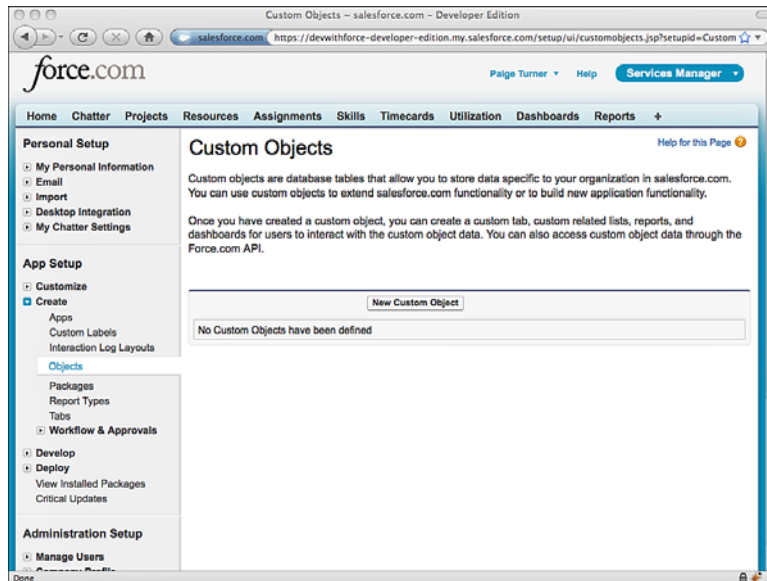 Custom Objects – salesforce.com – Developer Edition
salesforce.com https://devwithforce-developer-edition.my.salesforce.com/setup/ui/customobjects.jsp?setupid=Custom
force.com
Paige Turner Help Services Manager
Home Chatter Projects Resources Assignments Skills Timecards Utilization Dashboards Reports +
Personal Setup
My Personal Information
Email
Import
Desktop Integration
My Chatter Settings
App Setup
Customize
Create
Apps
Custom Labels
Interaction Log Layouts
Objects
Packages
Report Types
Tabs
Workflow & Approvals
Develop
Deploy
View Installed Packages
Critical Updates
Administration Setup
Manage Users
Company Profile
Custom Objects
Help for this Page ?
Custom objects are database tables that allow you to store data specific to your organization in salesforce.com.
You can use custom objects to extend salesforce.com functionality or to build new application functionality.
Once you have created a custom object, you can create a custom tab, custom related lists, reports, and
dashboards for users to interact with the custom object data. You can also access custom object data through the
Force.com API.
New Custom Object
No Custom Objects have been defined
Done